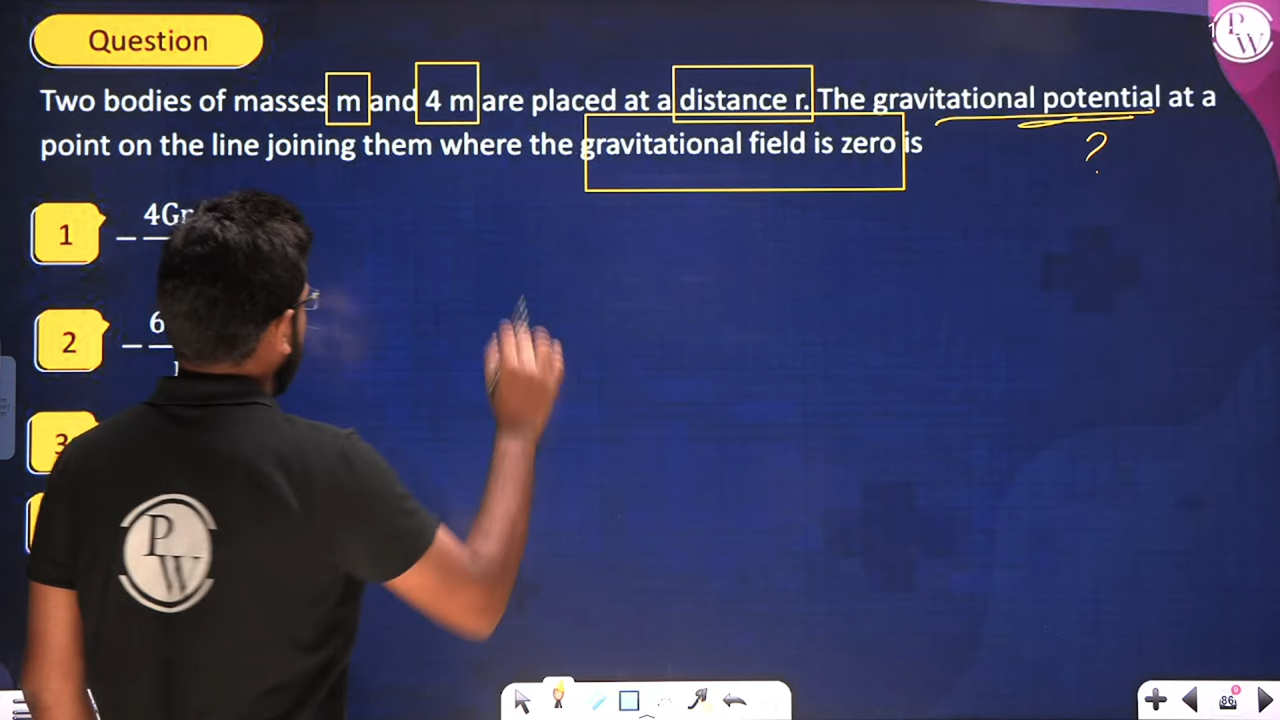 Question
Two bodies of masses m and 4 m are placed at a distance r. The gravitational potential at a
point on the line joining them where the gravitational field is zero is
?
1
2
- 6
3
P
W
P
W
86